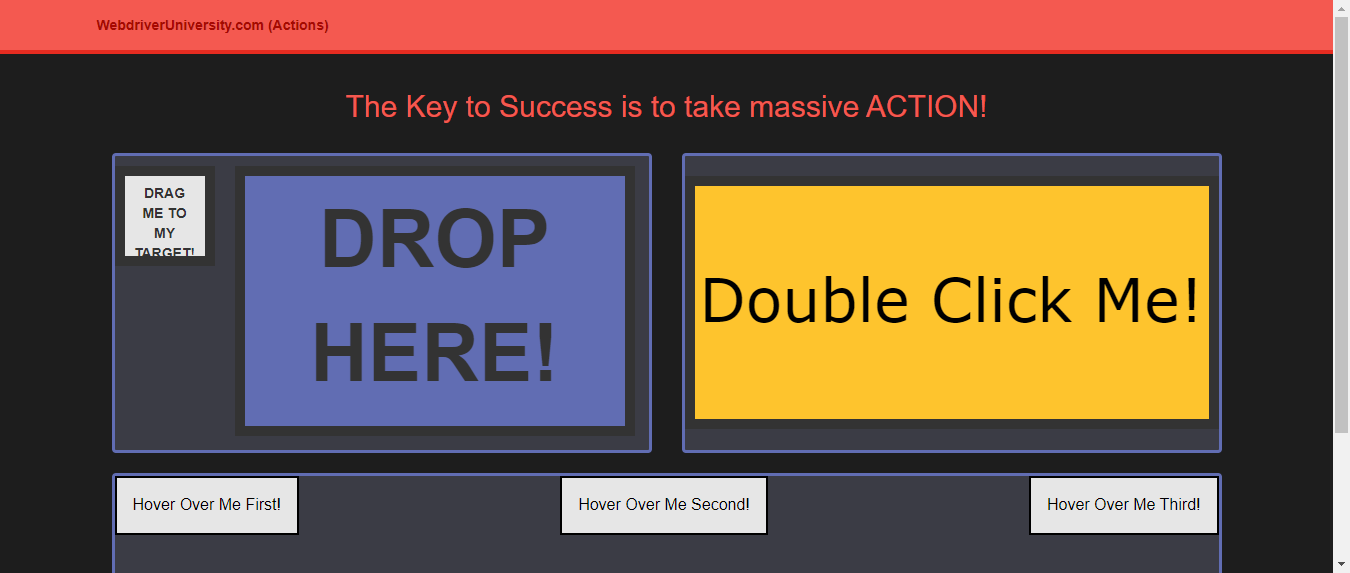 WebdriverUniversity.com (Actions)
The Key to Success is to take massive ACTION!
DRAG
ME TO
MY
TARGET!
DROP
HERE!
Double Click Me!
Hover Over Me First!
Hover Over Me Second!
Hover Over Me Third!